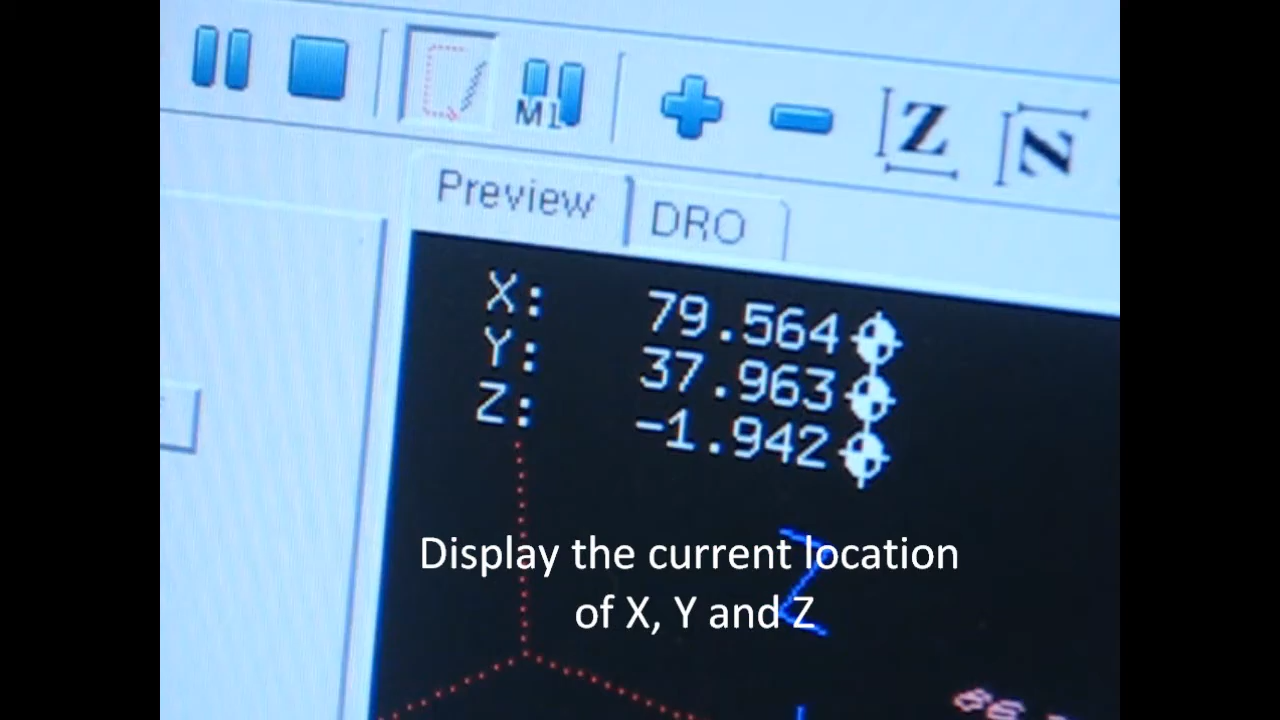 M1
Z
N
Preview
DRO
X: 79.564
Y: 37.963
Z: -1.942
Z
Display the current location
of X, Y and Z